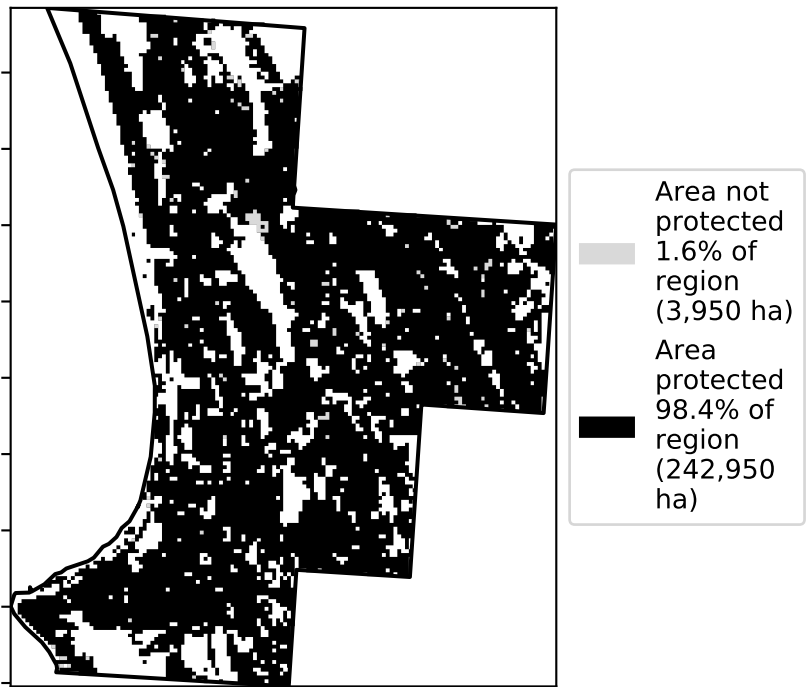 Area not
protected
1.6% of
region
(3,950 ha)
Area
protected
98.4% of
region
(242,950
ha)